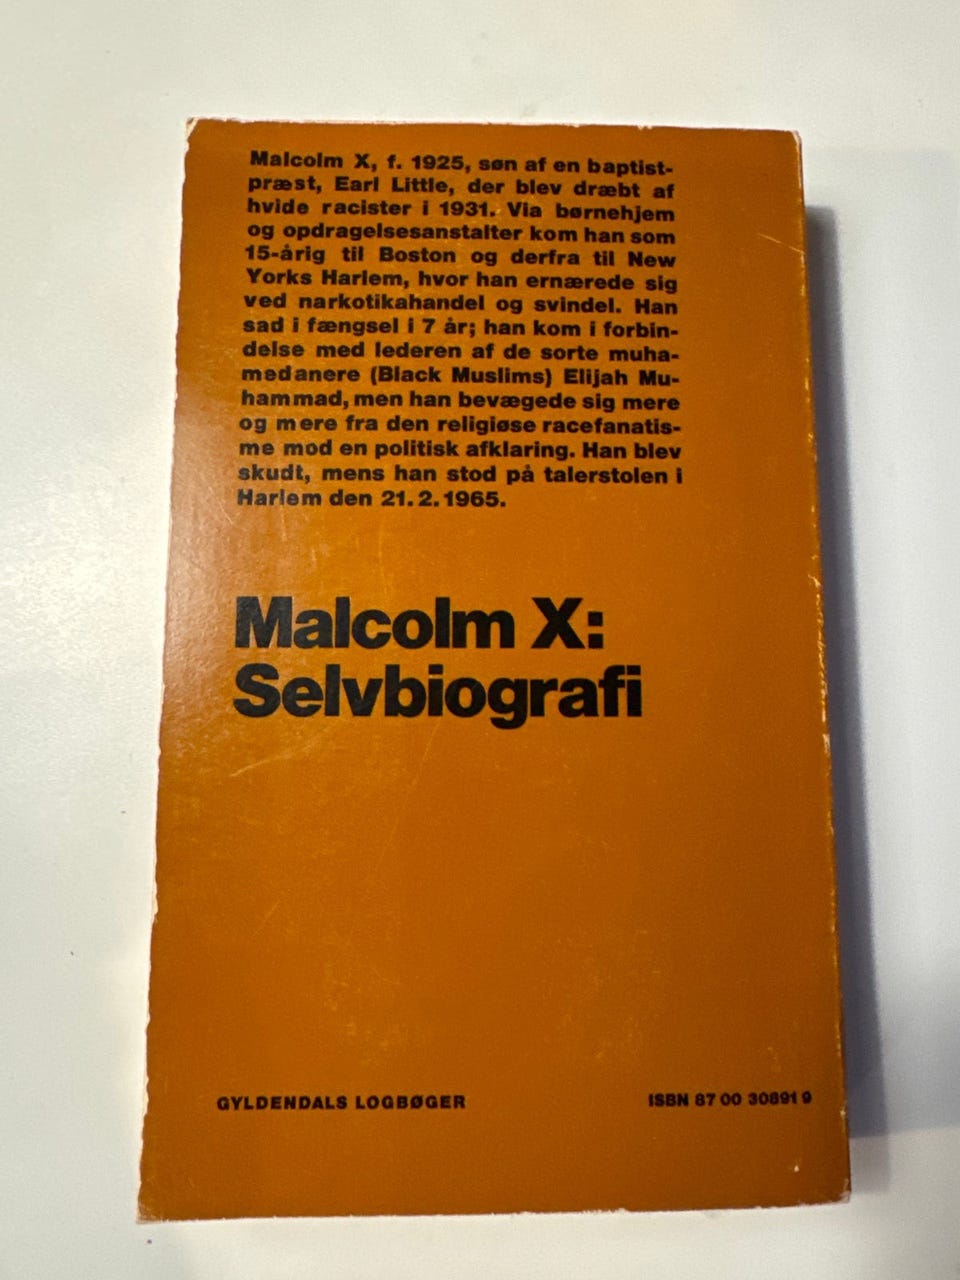 Malcolm X, f. 1925, søn af en baptist-
præst, Earl Little, der blev dræbt af
hvide racister i 1931. Via børnehjem
og opdragelsesanstalter kom han som
15-årig til Boston og derfra til New
Yorks Harlem, hvor han ernærede sig
ved narkotikahandel og svindel. Han
sad i fængsel i 7 år; han kom i forbin-
delse med lederen af de sorte muha-
medanere (Black Muslims) Elijah Mu-
hammad, men han bevægede sig mere
og mere fra den religiøse racefanatis-
me mod en politisk afklaring. Han blev
skudt, mens han stod på talerstolen i
Harlem den 21. 2. 1965.
Malcolm X:
Selvbiografi
GYLDENDALS LOGBØGER
ISBN 87 00 30891 9